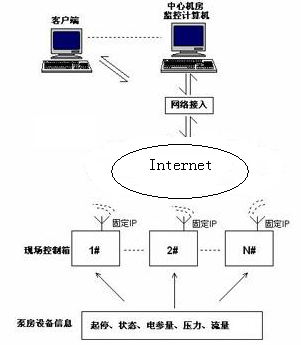 客户端
中心机房
监控计算机
网络接入
Internet
固定IP
固定IP
固定IP
现场控制箱
1#
2#
N#
泵房设备信息
起停、状态、电参量、压力、流量